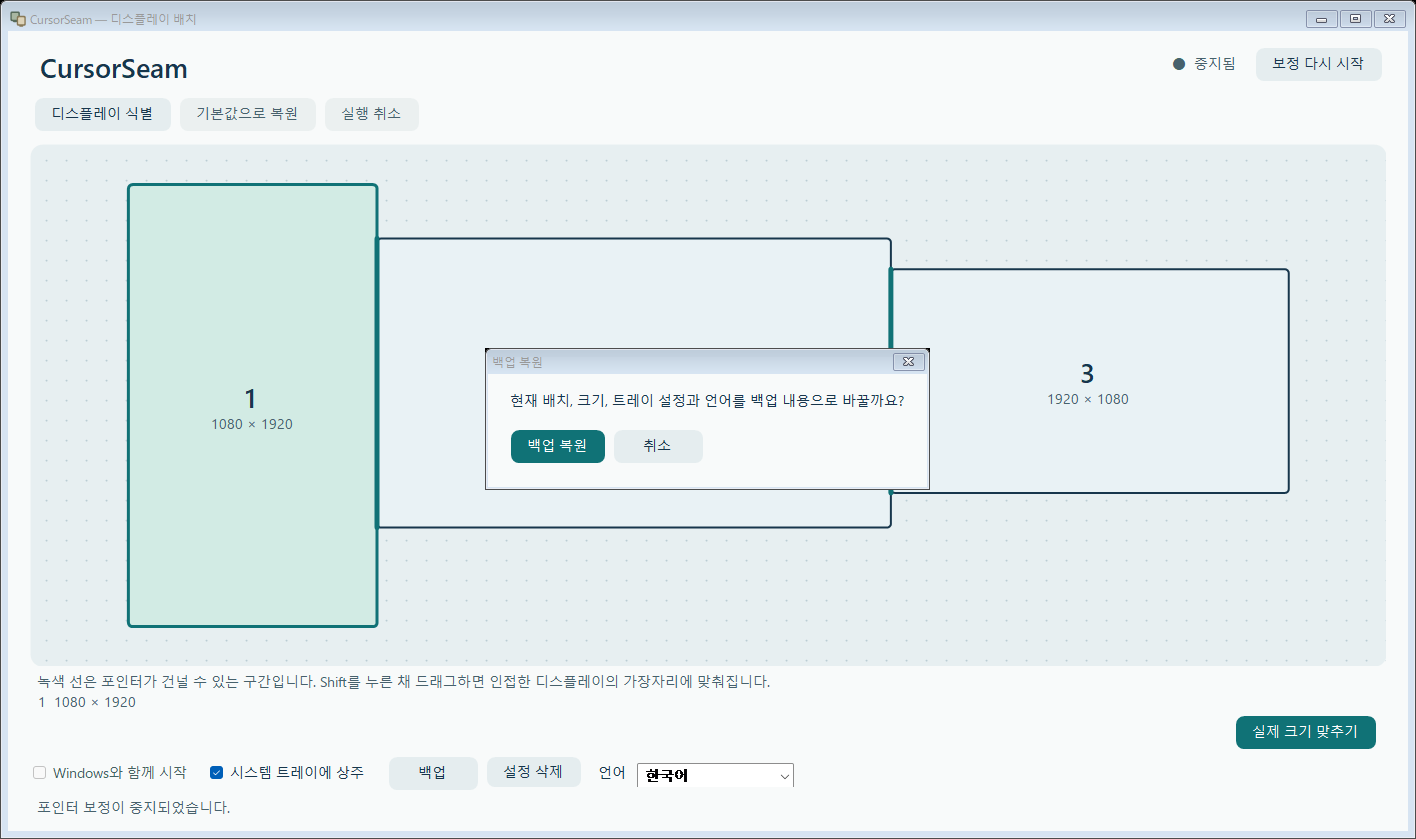 CursorSeam — 디스플레이 배치
CursorSeam
중지됨
보정 다시 시작
디스플레이 식별
기본값으로 복원
실행 취소
1
1080 × 1920
3
1920 × 1080
백업 복원
현재 배치, 크기, 트레이 설정과 언어를 백업 내용으로 바꿀까요?
백업 복원
취소
녹색 선은 포인터가 건널 수 있는 구간입니다. Shift를 누른 채 드래그하면 인접한 디스플레이의 가장자리에 맞춰집니다.
1 1080 × 1920
실제 크기 맞추기
Windows와 함께 시작
시스템 트레이에 상주
백업
설정 삭제
언어
한국어
포인터 보정이 중지되었습니다.